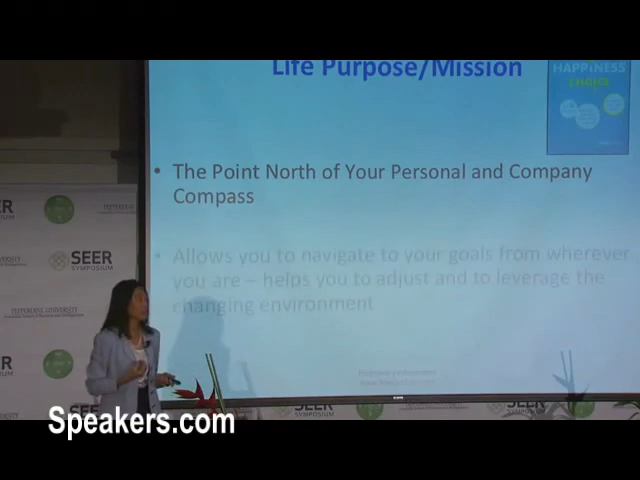 Life Purpose/Mission
HAPPINESS
CHOICE
• The Point North of Your Personal and Company
Compass
Allows you to navigate to your goals from wherever
you are – helps you to adjust and to leverage the
changing environment
SEER
SYMPOSIUM
PEPPERDINE UNIVERSITY
SEER
SYMPOSIUM
SEER
Speakers.com